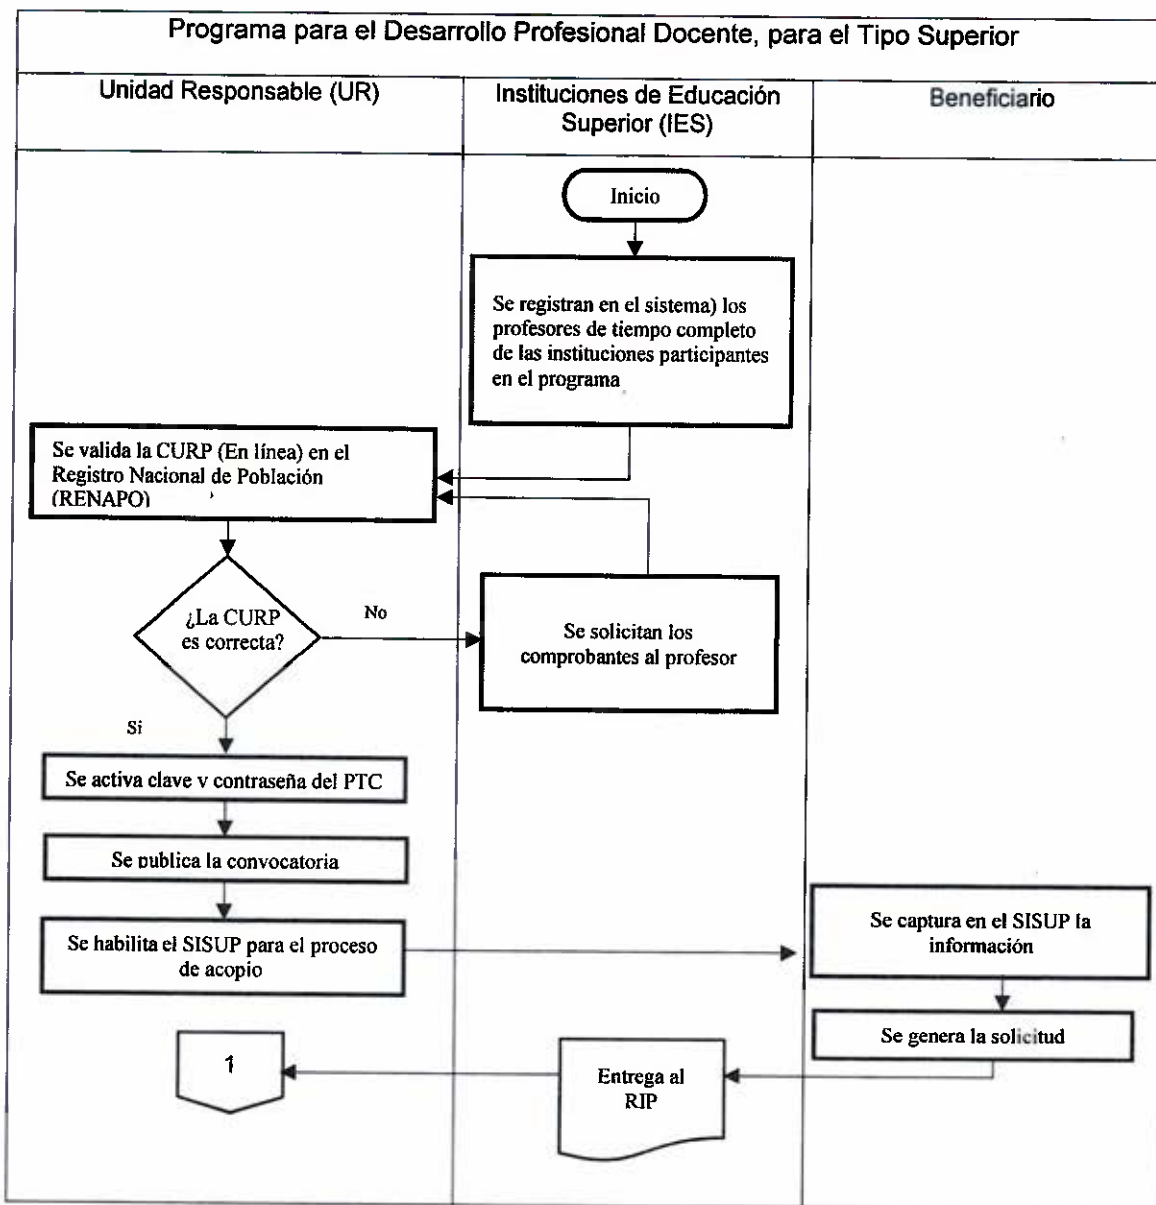 Programa para el Desarrollo Profesional Docente, para el Tipo Superior
Unidad Responsable (UR)
Instituciones de Educación
Superior (IES)
Beneficiario
Inicio
Se registran en el sistema) los
profesores de tiempo completo
de las instituciones participantes
en el programa
Se valida la CURP (En línea) en el
Registro Nacional de Población
(RENAPO)
¿La CURP
es correcta?
No
Se solicitan los
comprobantes al profesor
Si
Se activa clave y contraseña del PTC
Se publica la convocatoria
Se habilita el SISUP para el proceso
de acopio
Se captura en el SISUP la
información
Se genera la solicitud
Entrega al
RIP
1